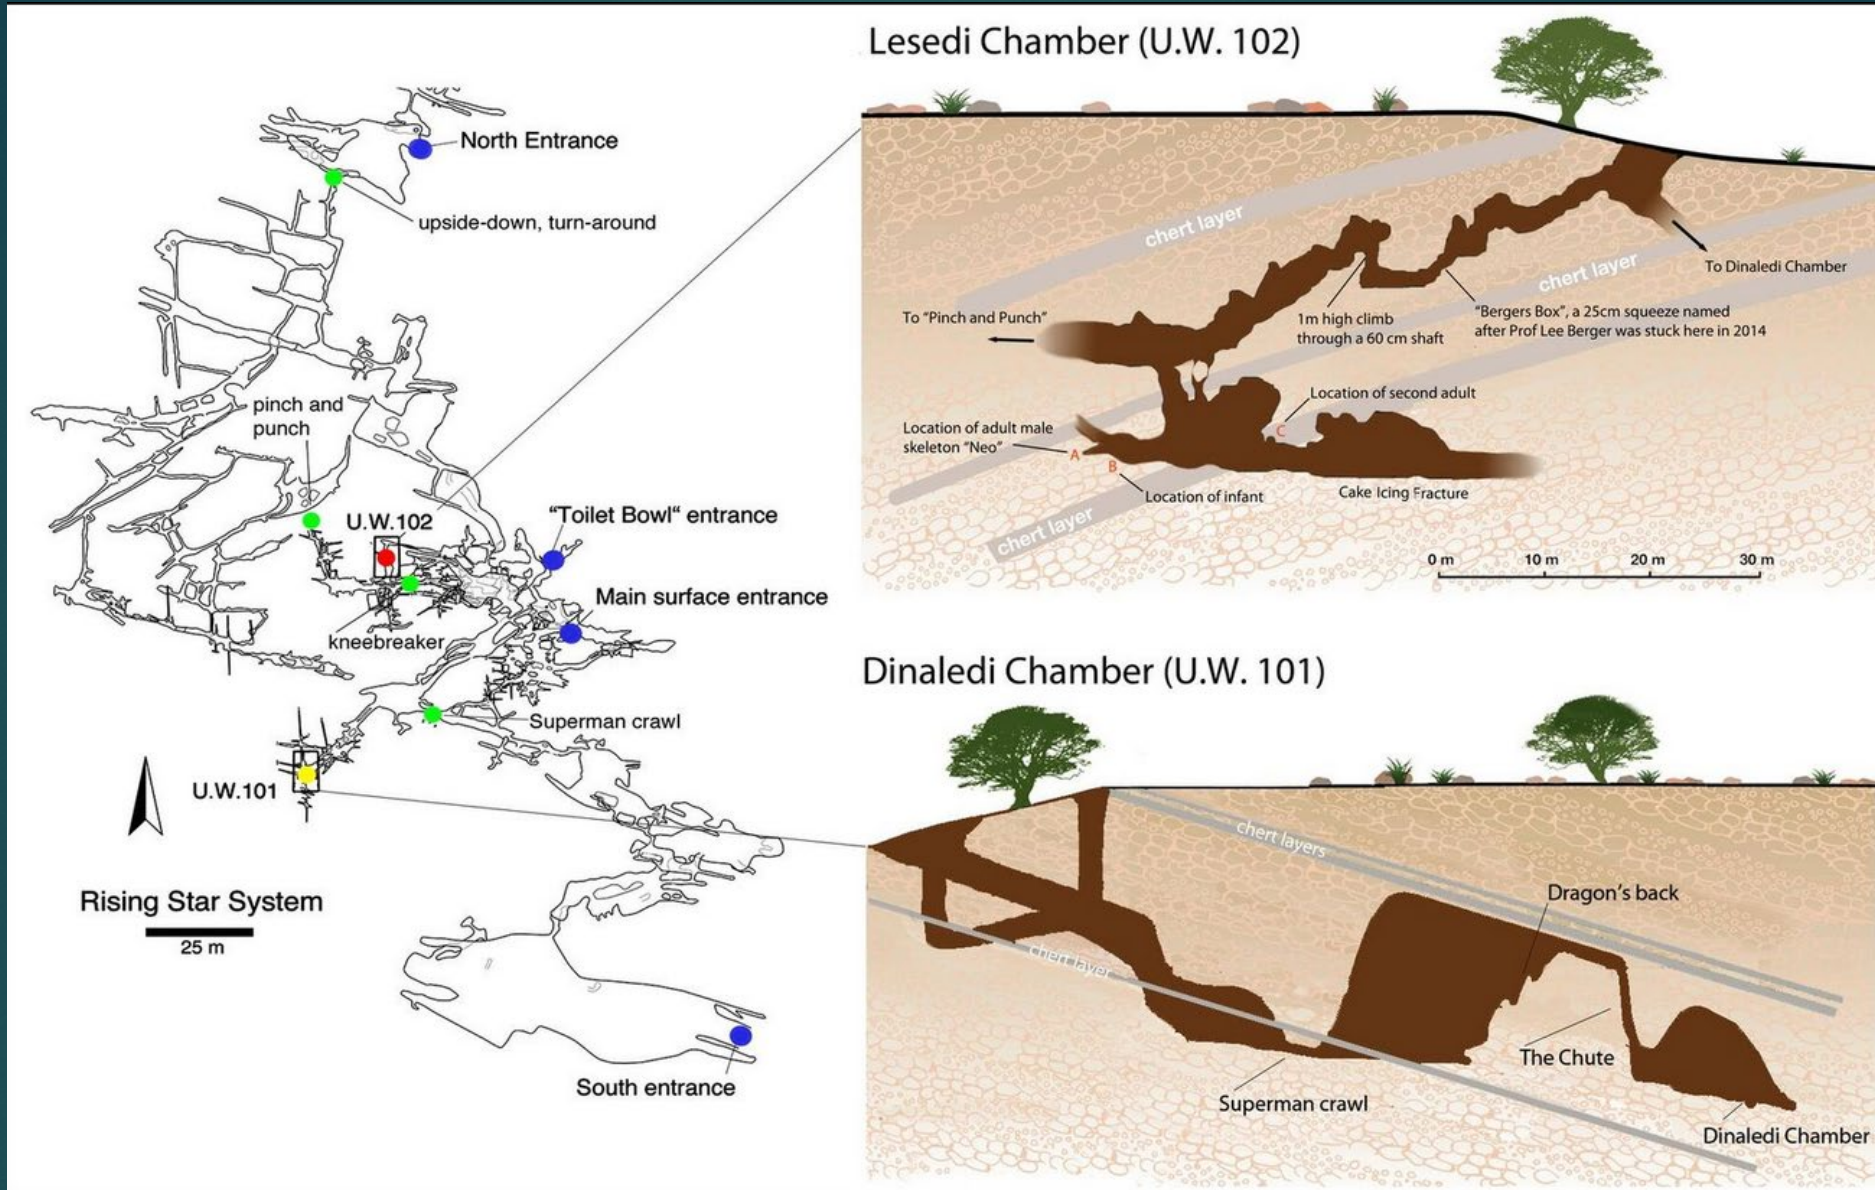 North Entrance
upside-down, turn-around
pinch and
punch
U.W.102
"Toilet Bowl" entrance
Main surface entrance
kneebreaker
Superman crawl
U.W.101
Rising Star System
25 m
South entrance
Lesedi Chamber (U.W. 102)
chert layer
chert layer
To Dinaledi Chamber
To "Pinch and Punch"
1m high climb
through a 60 cm shaft
"Bergers Box", a 25cm squeeze named
after Prof Lee Berger was stuck here in 2014
Location of second adult
Location of adult male
skeleton "Neo"
A
B
C
Location of infant
Cake Icing Fracture
chert layer
0 m 10 m 20 m 30 m
Dinaledi Chamber (U.W. 101)
chert layers
Dragon's back
chert layer
The Chute
Superman crawl
Dinaledi Chamber